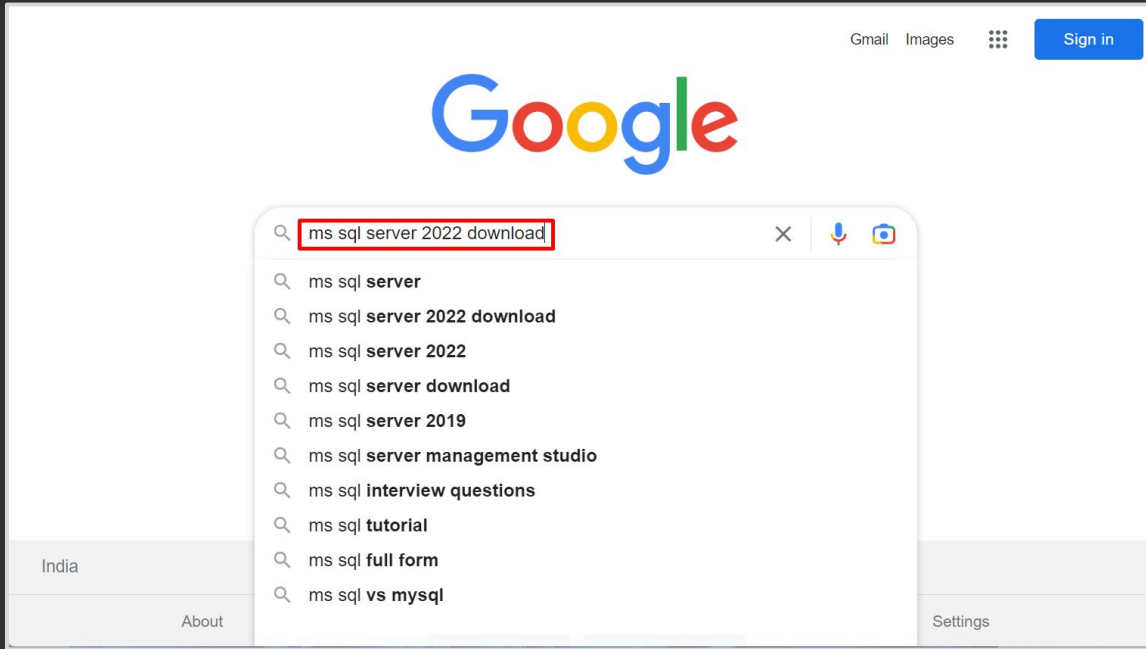 Gmail Images Sign in
Google
ms sql server 2022 download
ms sql server
ms sql server 2022 download
ms sql server 2022
ms sql server download
ms sql server 2019
ms sql server management studio
ms sql interview questions
ms sql tutorial
ms sql full form
ms sql vs mysql
India
About Settings